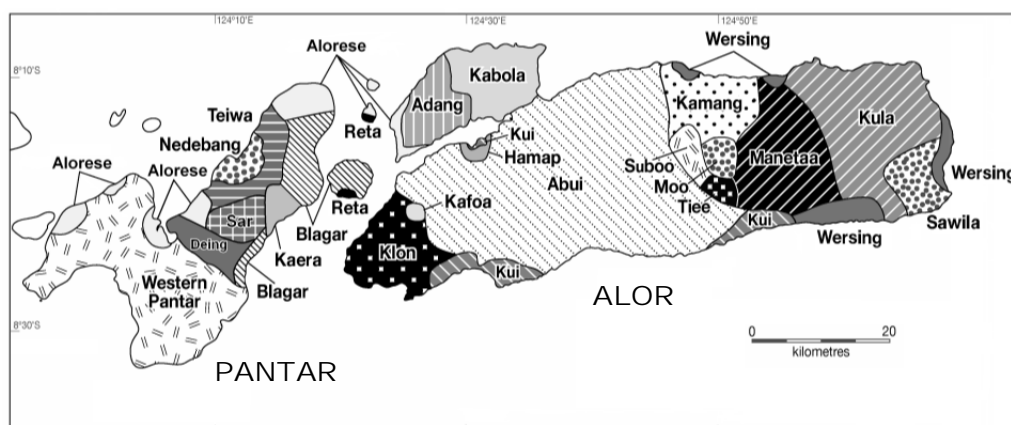 124°10'E
124°30'E
124°50'E
8°10'S
8°30'S
Alorese
Wersing
Kabola
Adang
Kamang
Kula
Teiwa
Reta
Kui
Nedebang
Hamap
Suboo
Manetaa
Alorese
Alorese
Moo
Abui
Wersing
Tiee
Reta
Kafoa
Sar
Blagar
Kui
Sawila
Deing
Kaera
Klon
Wersing
Kui
Western
Pantar
Blagar
ALOR
0
20
kilometres
PANTAR